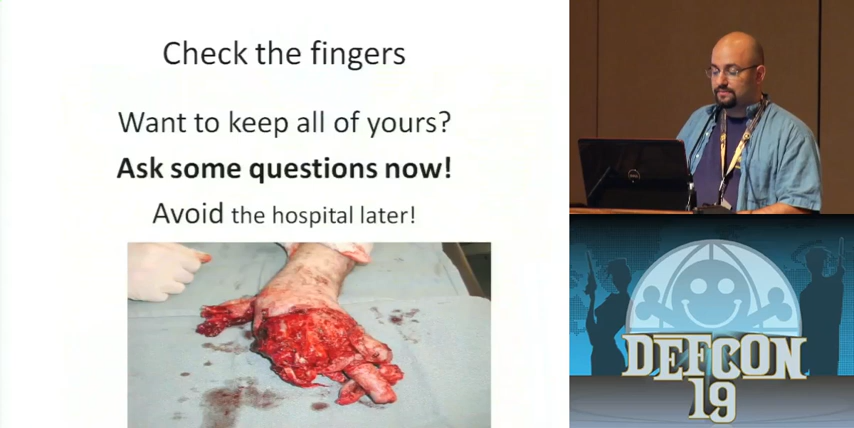 Check the fingers
Want to keep all of yours?
Ask some questions now!
Avoid the hospital later!
DEFCON
19